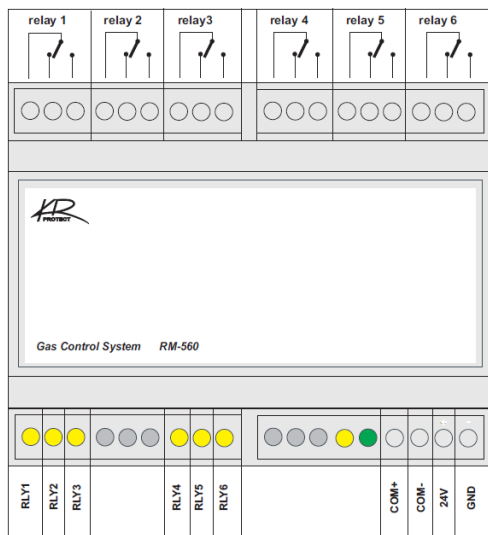 relay 1
relay 2
relay3
relay 4
relay 5
relay 6
KR
PROTECT
Gas Control System RM-560
RLY1
RLY2
RLY3
RLY4
RLY5
RLY6
COM+
COM-
24V
GND